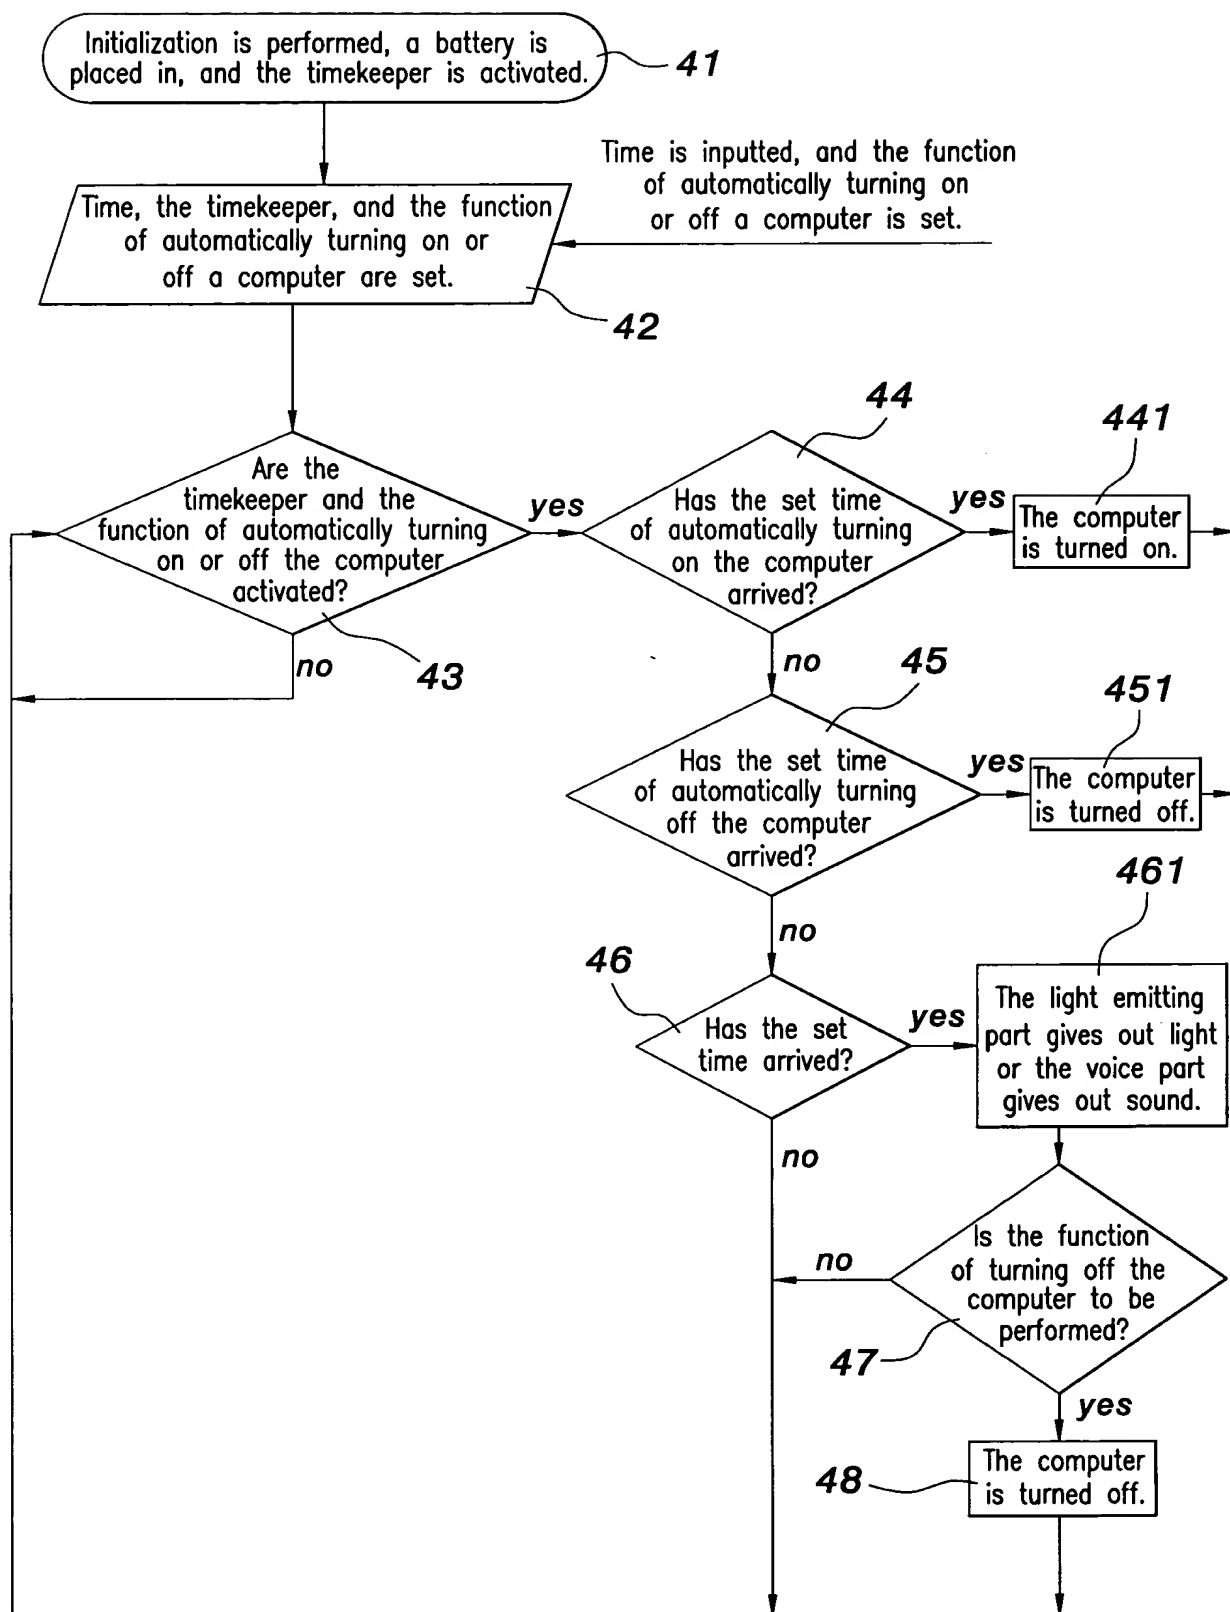 Initialization is performed, a battery is
placed in, and the timekeeper is activated.
41
Time is inputted, and the function
of automatically turning on
or off a computer is set.
Time, the timekeeper, and the function
of automatically turning on or
off a computer are set.
42
Are the
timekeeper and the
function of automatically turning
on or off the computer
activated?
43
yes
no
44
Has the set time
of automatically turning
on the computer
arrived?
yes
no
441
The computer
is turned on.
45
Has the set time
of automatically turning
off the computer
arrived?
yes
no
451
The computer
is turned off.
46
Has the set
time arrived?
yes
no
461
The light emitting
part gives out light
or the voice part
gives out sound.
Is the function
of turning off the
computer to be
performed?
no
47
yes
48
The computer
is turned off.